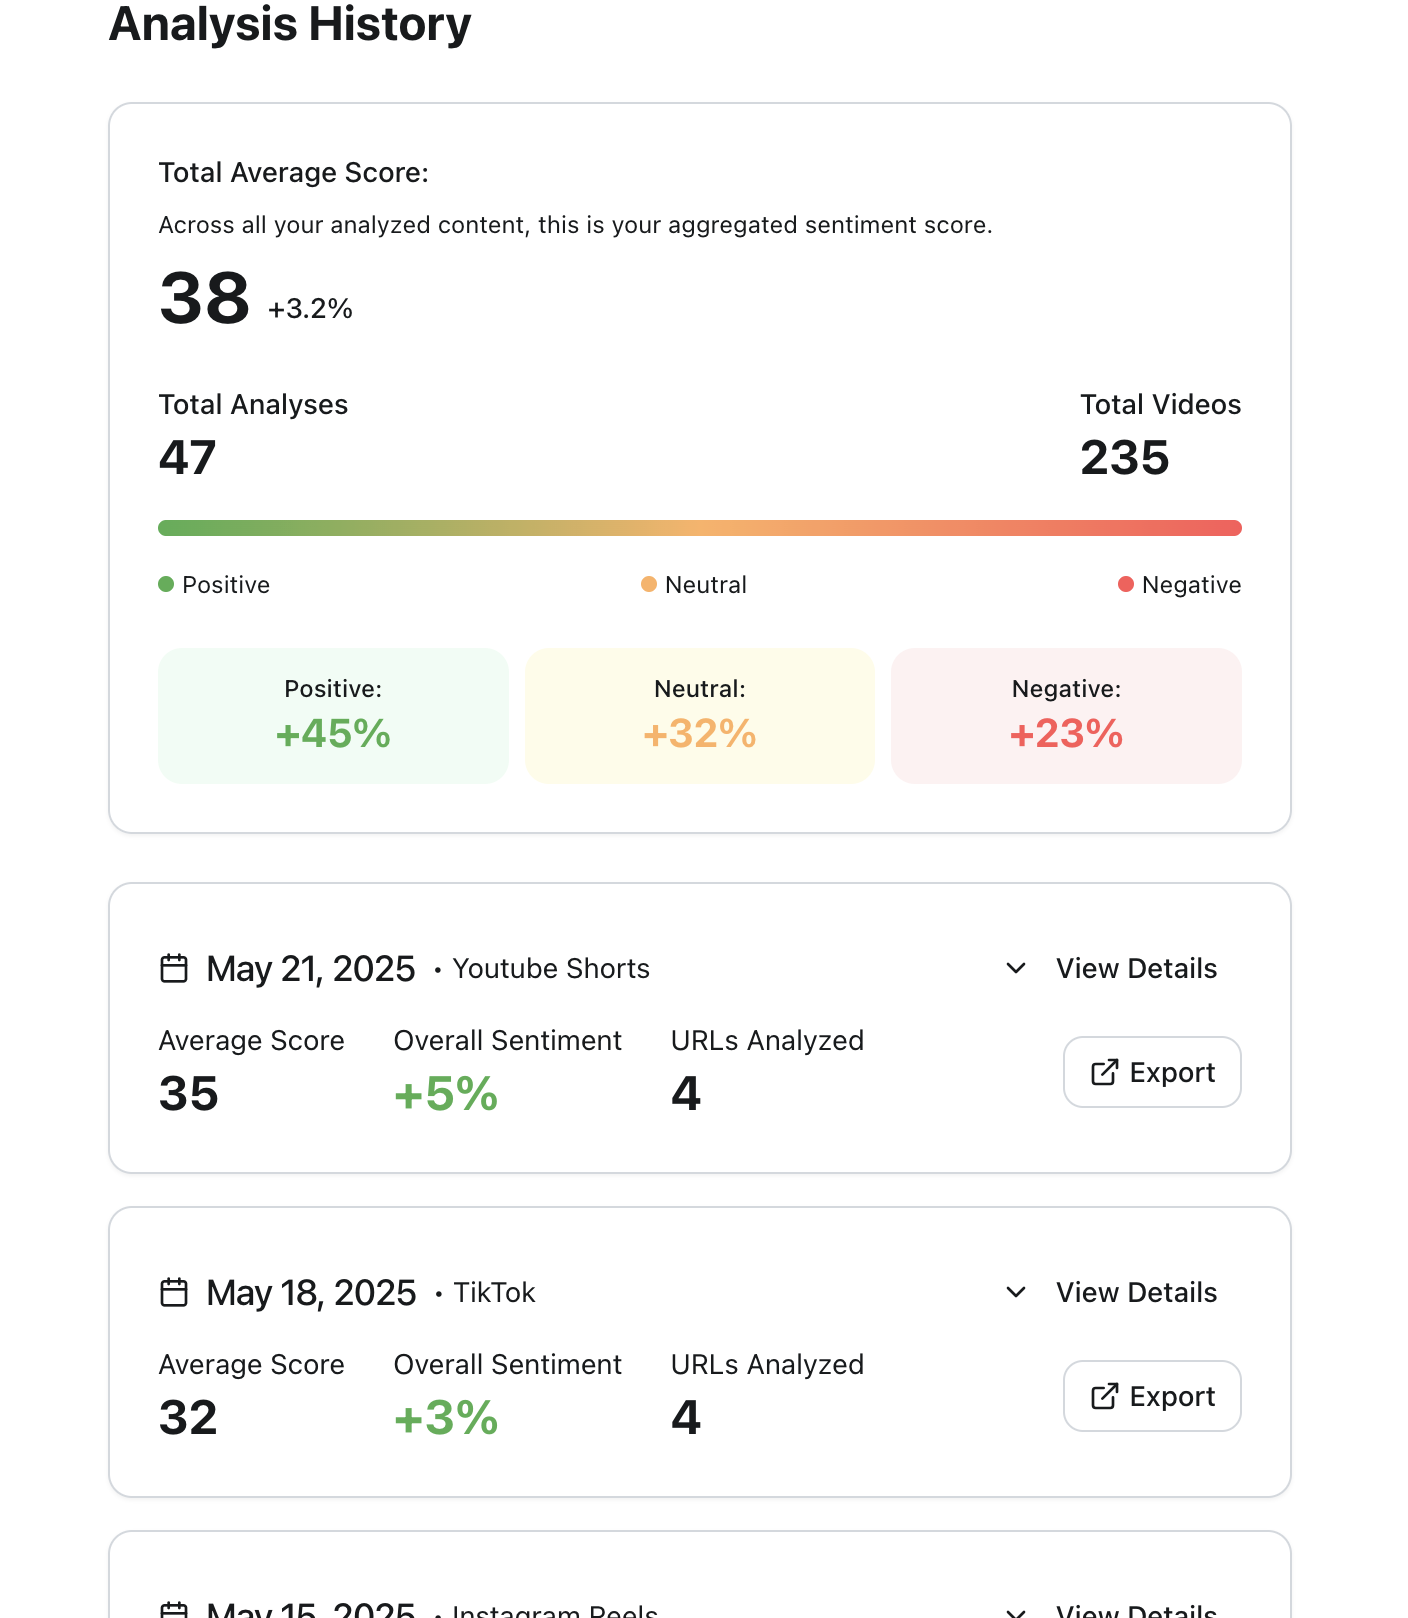 Analysis History
Total Average Score:
Across all your analyzed content, this is your aggregated sentiment score.
38 +3.2%
Total Analyses Total Videos
47 235
Positive Neutral Negative
Positive: Neutral: Negative:
+45% +32% +23%
May 21, 2025 • Youtube Shorts View Details
Average Score Overall Sentiment URLs Analyzed
35 +5% 4 Export
May 18, 2025 • TikTok View Details
Average Score Overall Sentiment URLs Analyzed
32 +3% 4 Export
May 15, 2025 • Instagram Reels View Details